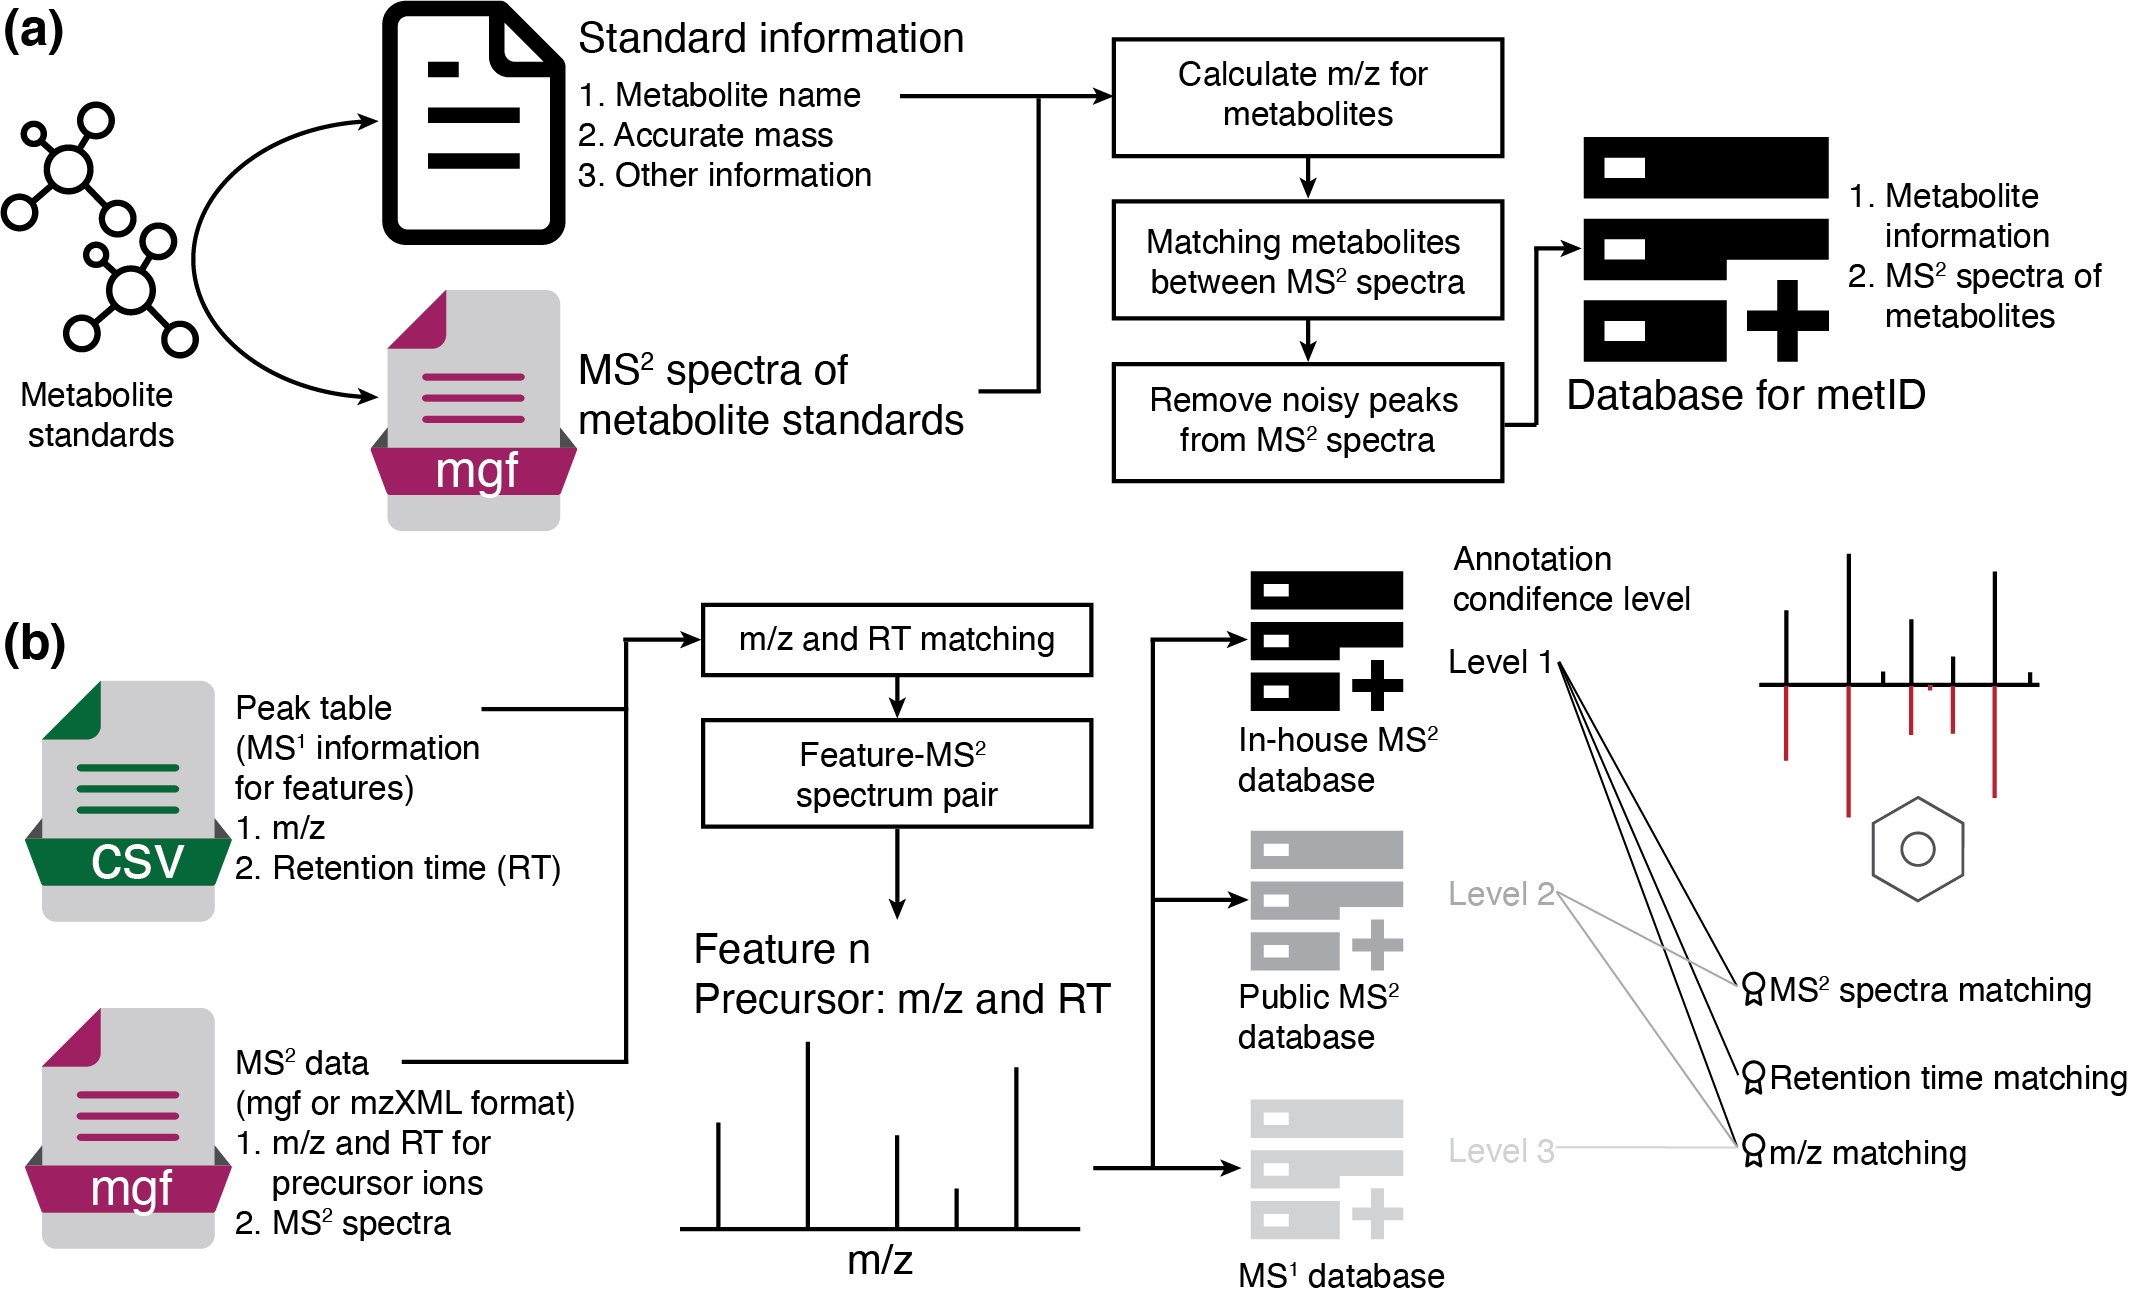 (a)
Metabolite
standards
Standard information
1. Metabolite name
2. Accurate mass
3. Other information
mgf
MS² spectra of
metabolite standards
Calculate m/z for
metabolites
Matching metabolites
between MS² spectra
Remove noisy peaks
from MS² spectra
1. Metabolite
information
2. MS² spectra of
metabolites
Database for metID
(b)
csv
Peak table
(MS¹ information
for features)
1. m/z
2. Retention time (RT)
mgf
MS² data
(mgf or mzXML format)
1. m/z and RT for
precursor ions
2. MS² spectra
m/z and RT matching
Feature-MS²
spectrum pair
Feature n
Precursor: m/z and RT
m/z
In-house MS²
database
Public MS²
database
MS¹ database
Annotation
condifence level
Level 1
Level 2
Level 3
MS² spectra matching
Retention time matching
m/z matching